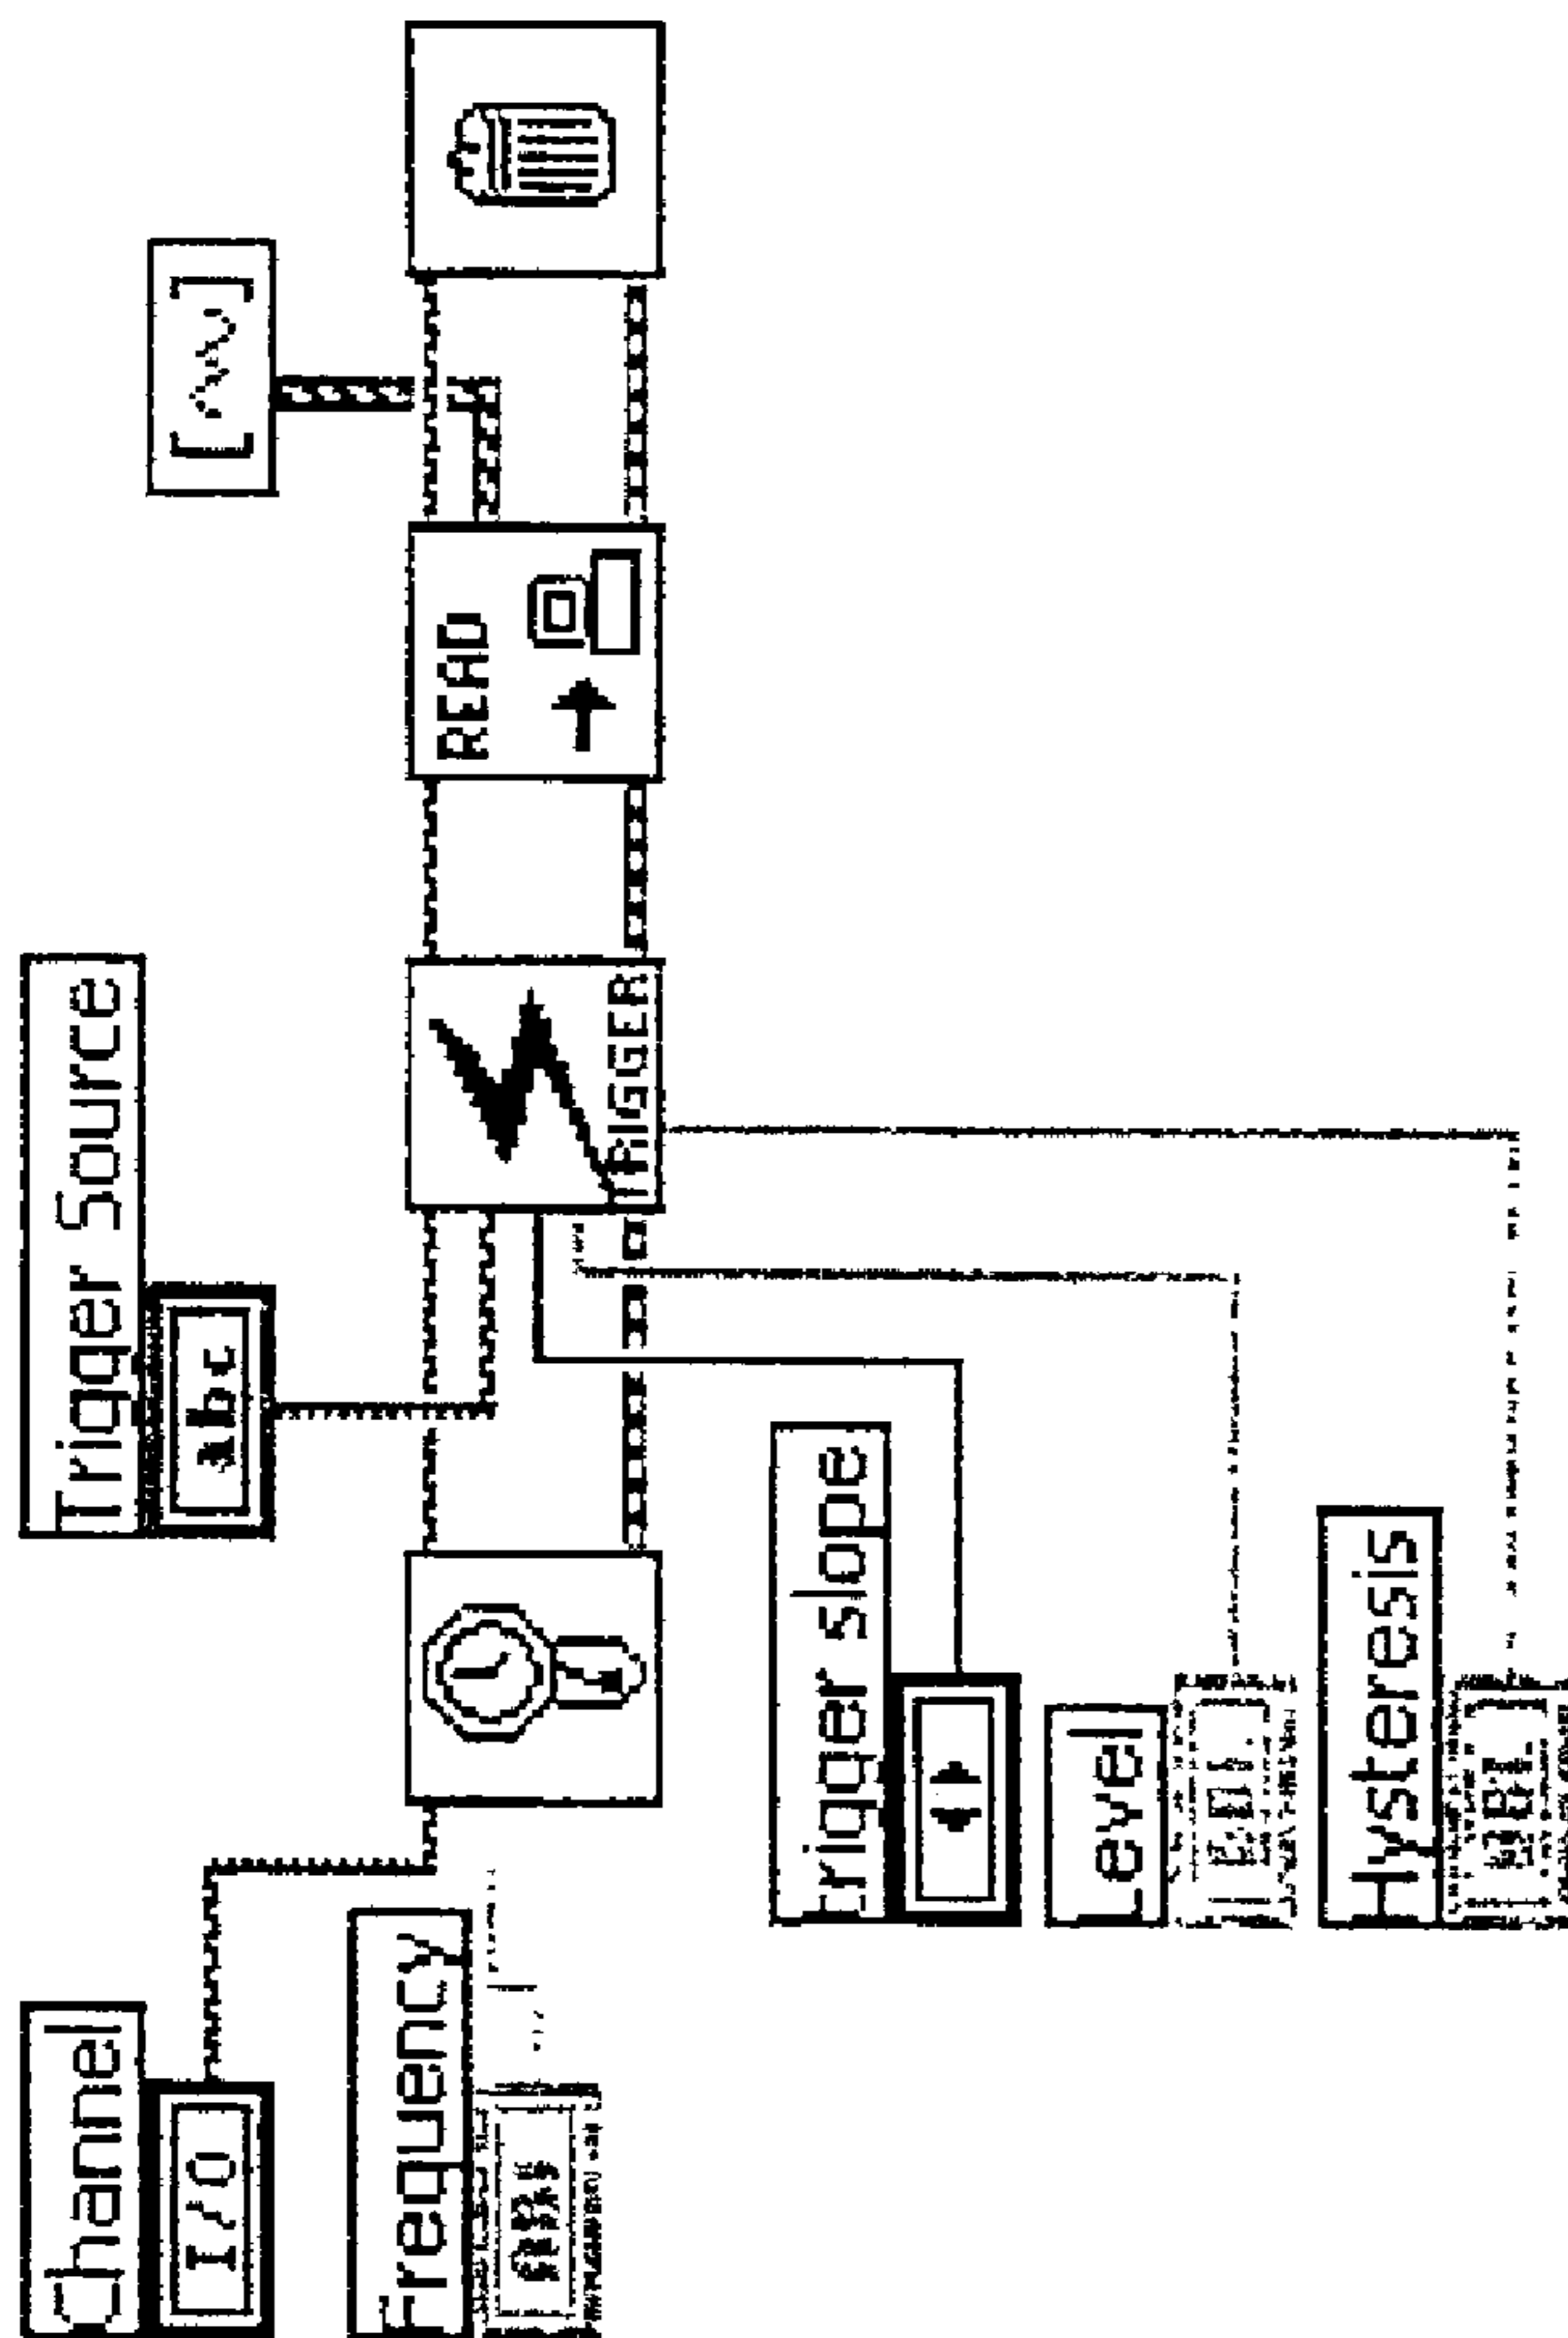 Channel
I/O
frequency
Trigger Source
abc
trigger slope
Level
Hysteresis
TRIGGER
READ